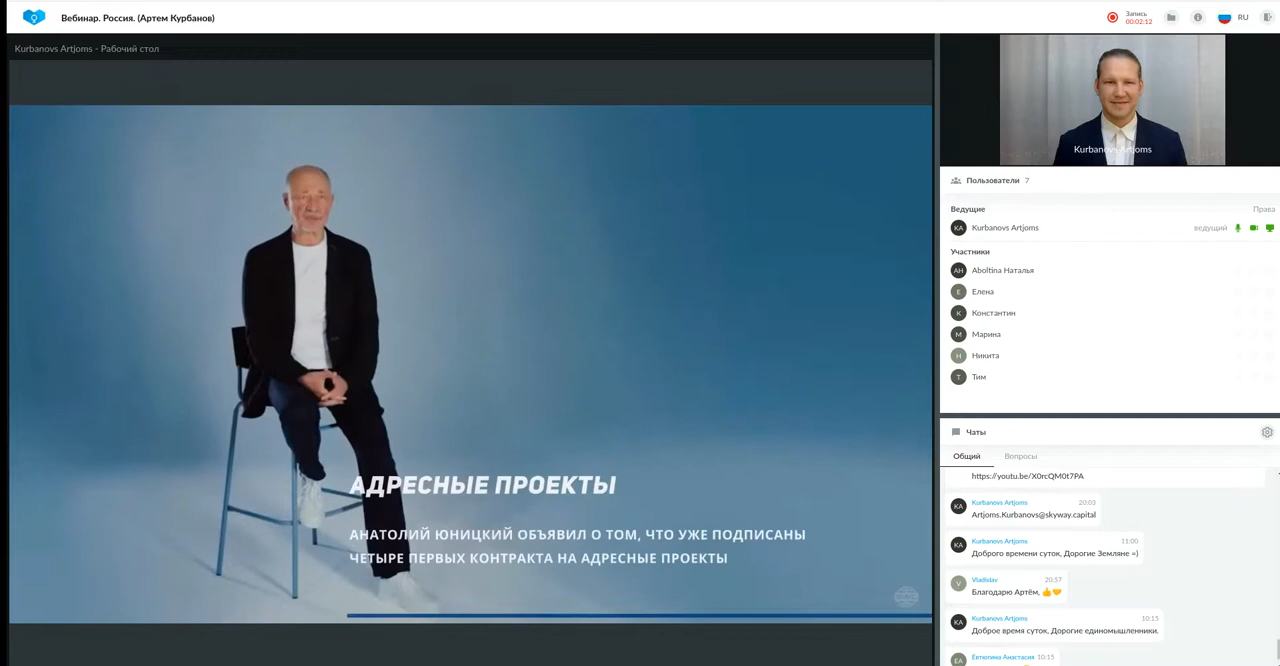 Вебинар. Россия. (Артем Курбанов)
Запись
00:02:12
RU
Kurbanovs Artjoms - Рабочий стол
АДРЕСНЫЕ ПРОЕКТЫ
АНАТОЛИЙ ЮНИЦКИЙ ОБЪЯВИЛ О ТОМ, ЧТО УЖЕ ПОДПИСАНЫ
ЧЕТЫРЕ ПЕРВЫХ КОНТРАКТА НА АДРЕСНЫЕ ПРОЕКТЫ
Kurbanovs Artjoms
Пользователи 7
Ведущие Права
KA Kurbanovs Artjoms ведущий
Участники
AH Aboltina Наталья
Е Елена
К Константин
М Марина
Н Никита
Т Тим
Чаты
Общий Вопросы
https://youtu.be/X0rcQM0t7PA
KA Kurbanovs Artjoms 20:03
Artjoms.Kurbanovs@skyway.capital
KA Kurbanovs Artjoms 11:00
Доброго времени суток, Дорогие Земляне =)
V Vladislav 20:57
Благодарю Артём, 👍🧡
KA Kurbanovs Artjoms 10:15
Доброе время суток, Дорогие единомышленники.
ЕА Евтюгина Анастасия 10:15